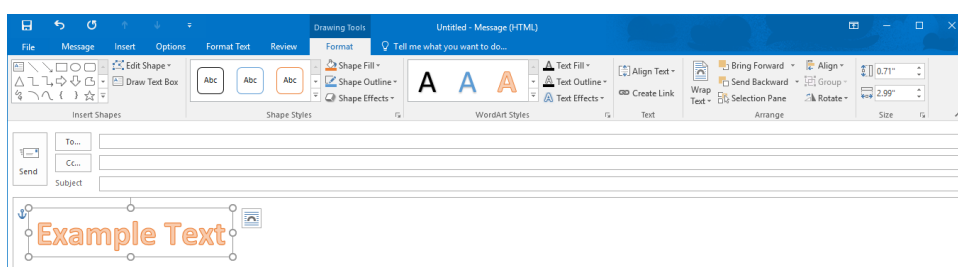 Drawing Tools
Untitled - Message (HTML)
File Message Insert Options Format Text Review Format Tell me what you want to do...
Edit Shape
Draw Text Box
Insert Shapes
Abc Abc Abc
Shape Fill
Shape Outline
Shape Effects
Shape Styles
A A A
Text Fill
Text Outline
Text Effects
WordArt Styles
Align Text
Create Link
Text
Wrap
Text
Bring Forward
Send Backward
Selection Pane
Align
Group
Rotate
Arrange
0.71"
2.99"
Size
Send
To...
Cc...
Subject
Example Text